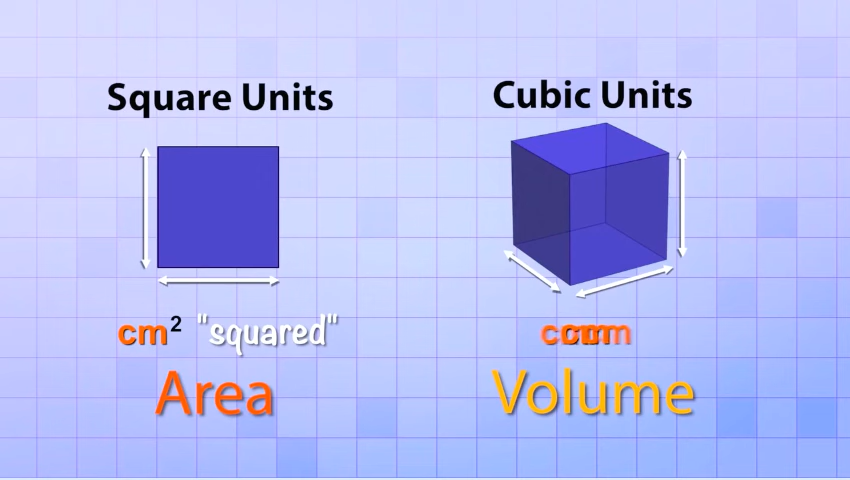 Square Units
cm² "squared"
Area
Cubic Units
Volume